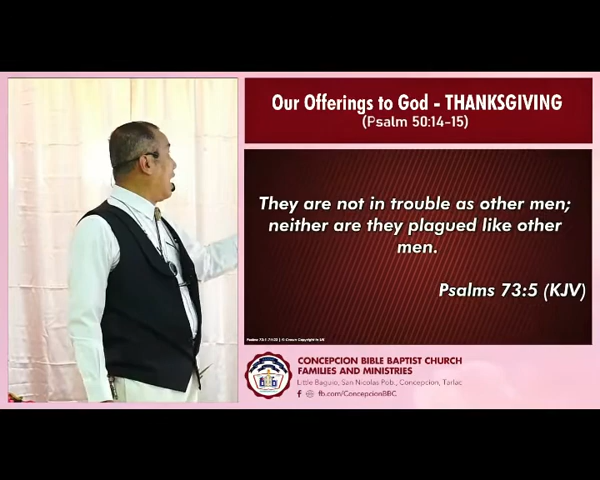 Our Offerings to God - THANKSGIVING
(Psalm 50:14-15)
They are not in trouble as other men;
neither are they plagued like other
men.
Psalms 73:5 (KJV)
CONCEPCION BIBLE BAPTIST CHURCH
FAMILIES AND MINISTRIES
Little Baguio, San Nicolas Pob., Concepcion, Tarlac
fb.com/ConcepcionBBC